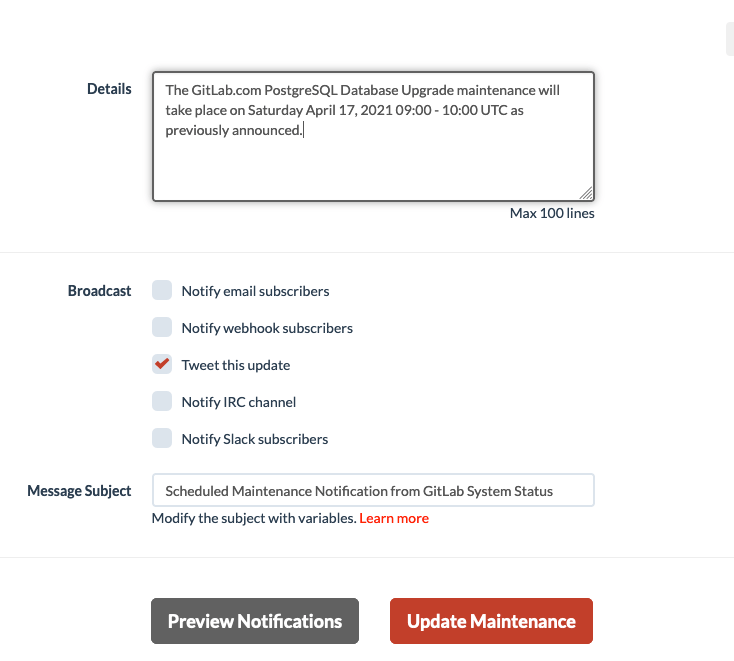 Details
The GitLab.com PostgreSQL Database Upgrade maintenance will
take place on Saturday April 17, 2021 09:00 - 10:00 UTC as
previously announced.
Max 100 lines
Broadcast
Notify email subscribers
Notify webhook subscribers
Tweet this update
Notify IRC channel
Notify Slack subscribers
Message Subject
Scheduled Maintenance Notification from GitLab System Status
Modify the subject with variables. Learn more
Preview Notifications
Update Maintenance